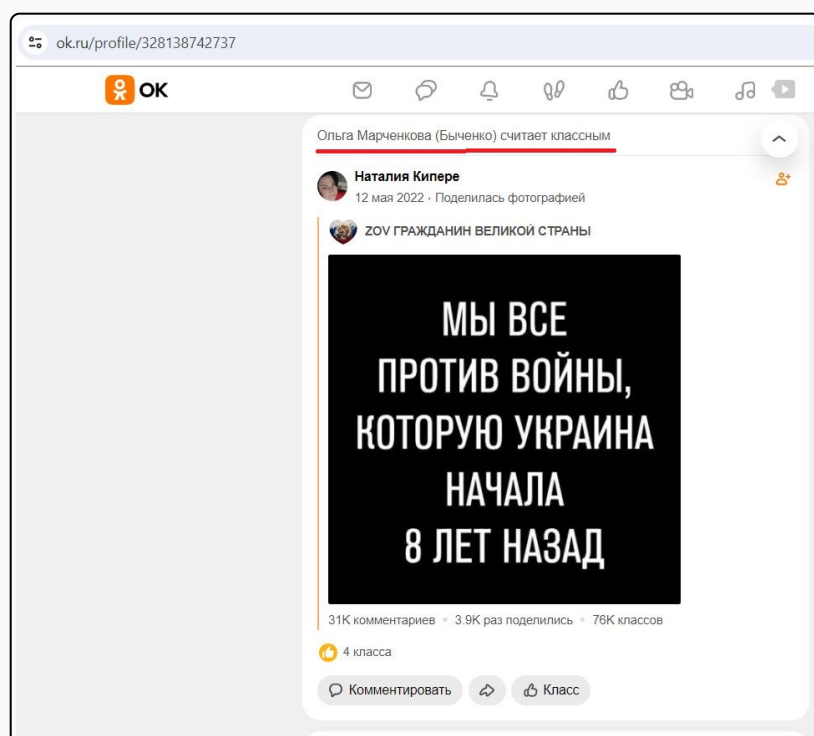 ok.ru/profile/328138742737
ОК
Ольга Марченкова (Быченко) считает классным
Наталия Кипере
12 мая 2022 · Поделилась фотографией
ZOV ГРАЖДАНИН ВЕЛИКОЙ СТРАНЫ
МЫ ВСЕ
ПРОТИВ ВОЙНЫ,
КОТОРУЮ УКРАИНА
НАЧАЛА
8 ЛЕТ НАЗАД
31K комментариев • 3.9K раз поделились • 76K классов
4 класса
Комментировать
Класс